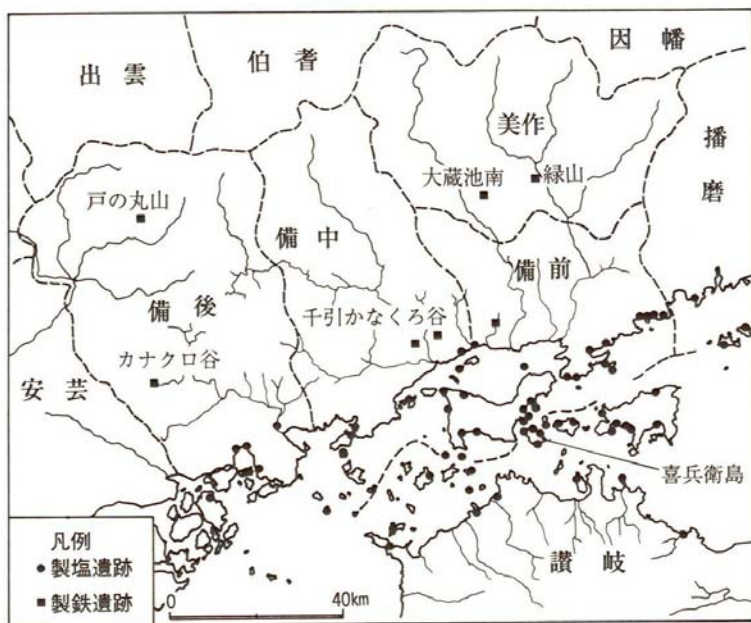 出雲
伯耆
因幡
美作
播磨
大蔵池南
緑山
戸の丸山
備中
備前
備後
千引かなくろ谷
カナクロ谷
安芸
喜兵衛島
讃岐
凡例
●製塩遺跡
■製鉄遺跡
0 40km